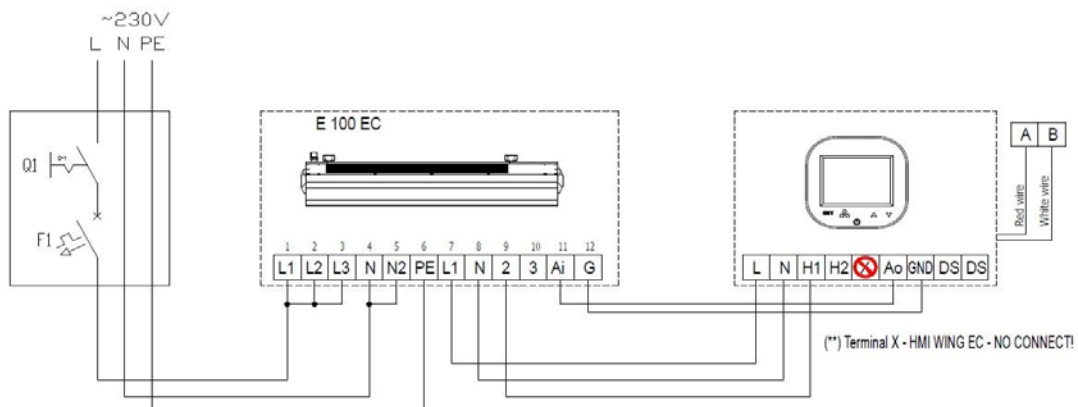 ~230V
L N PE
Q1
F1
E 100 EC
1 2 3 4 5 6 7 8 9 10 11 12
L1 L2 L3 N N2 PE L1 N 2 3 Ai G
L N H1 H2 X Ao GND DS DS
A B
Red wire
White wire
(**) Terminal X - HMI WING EC - NO CONNECT!